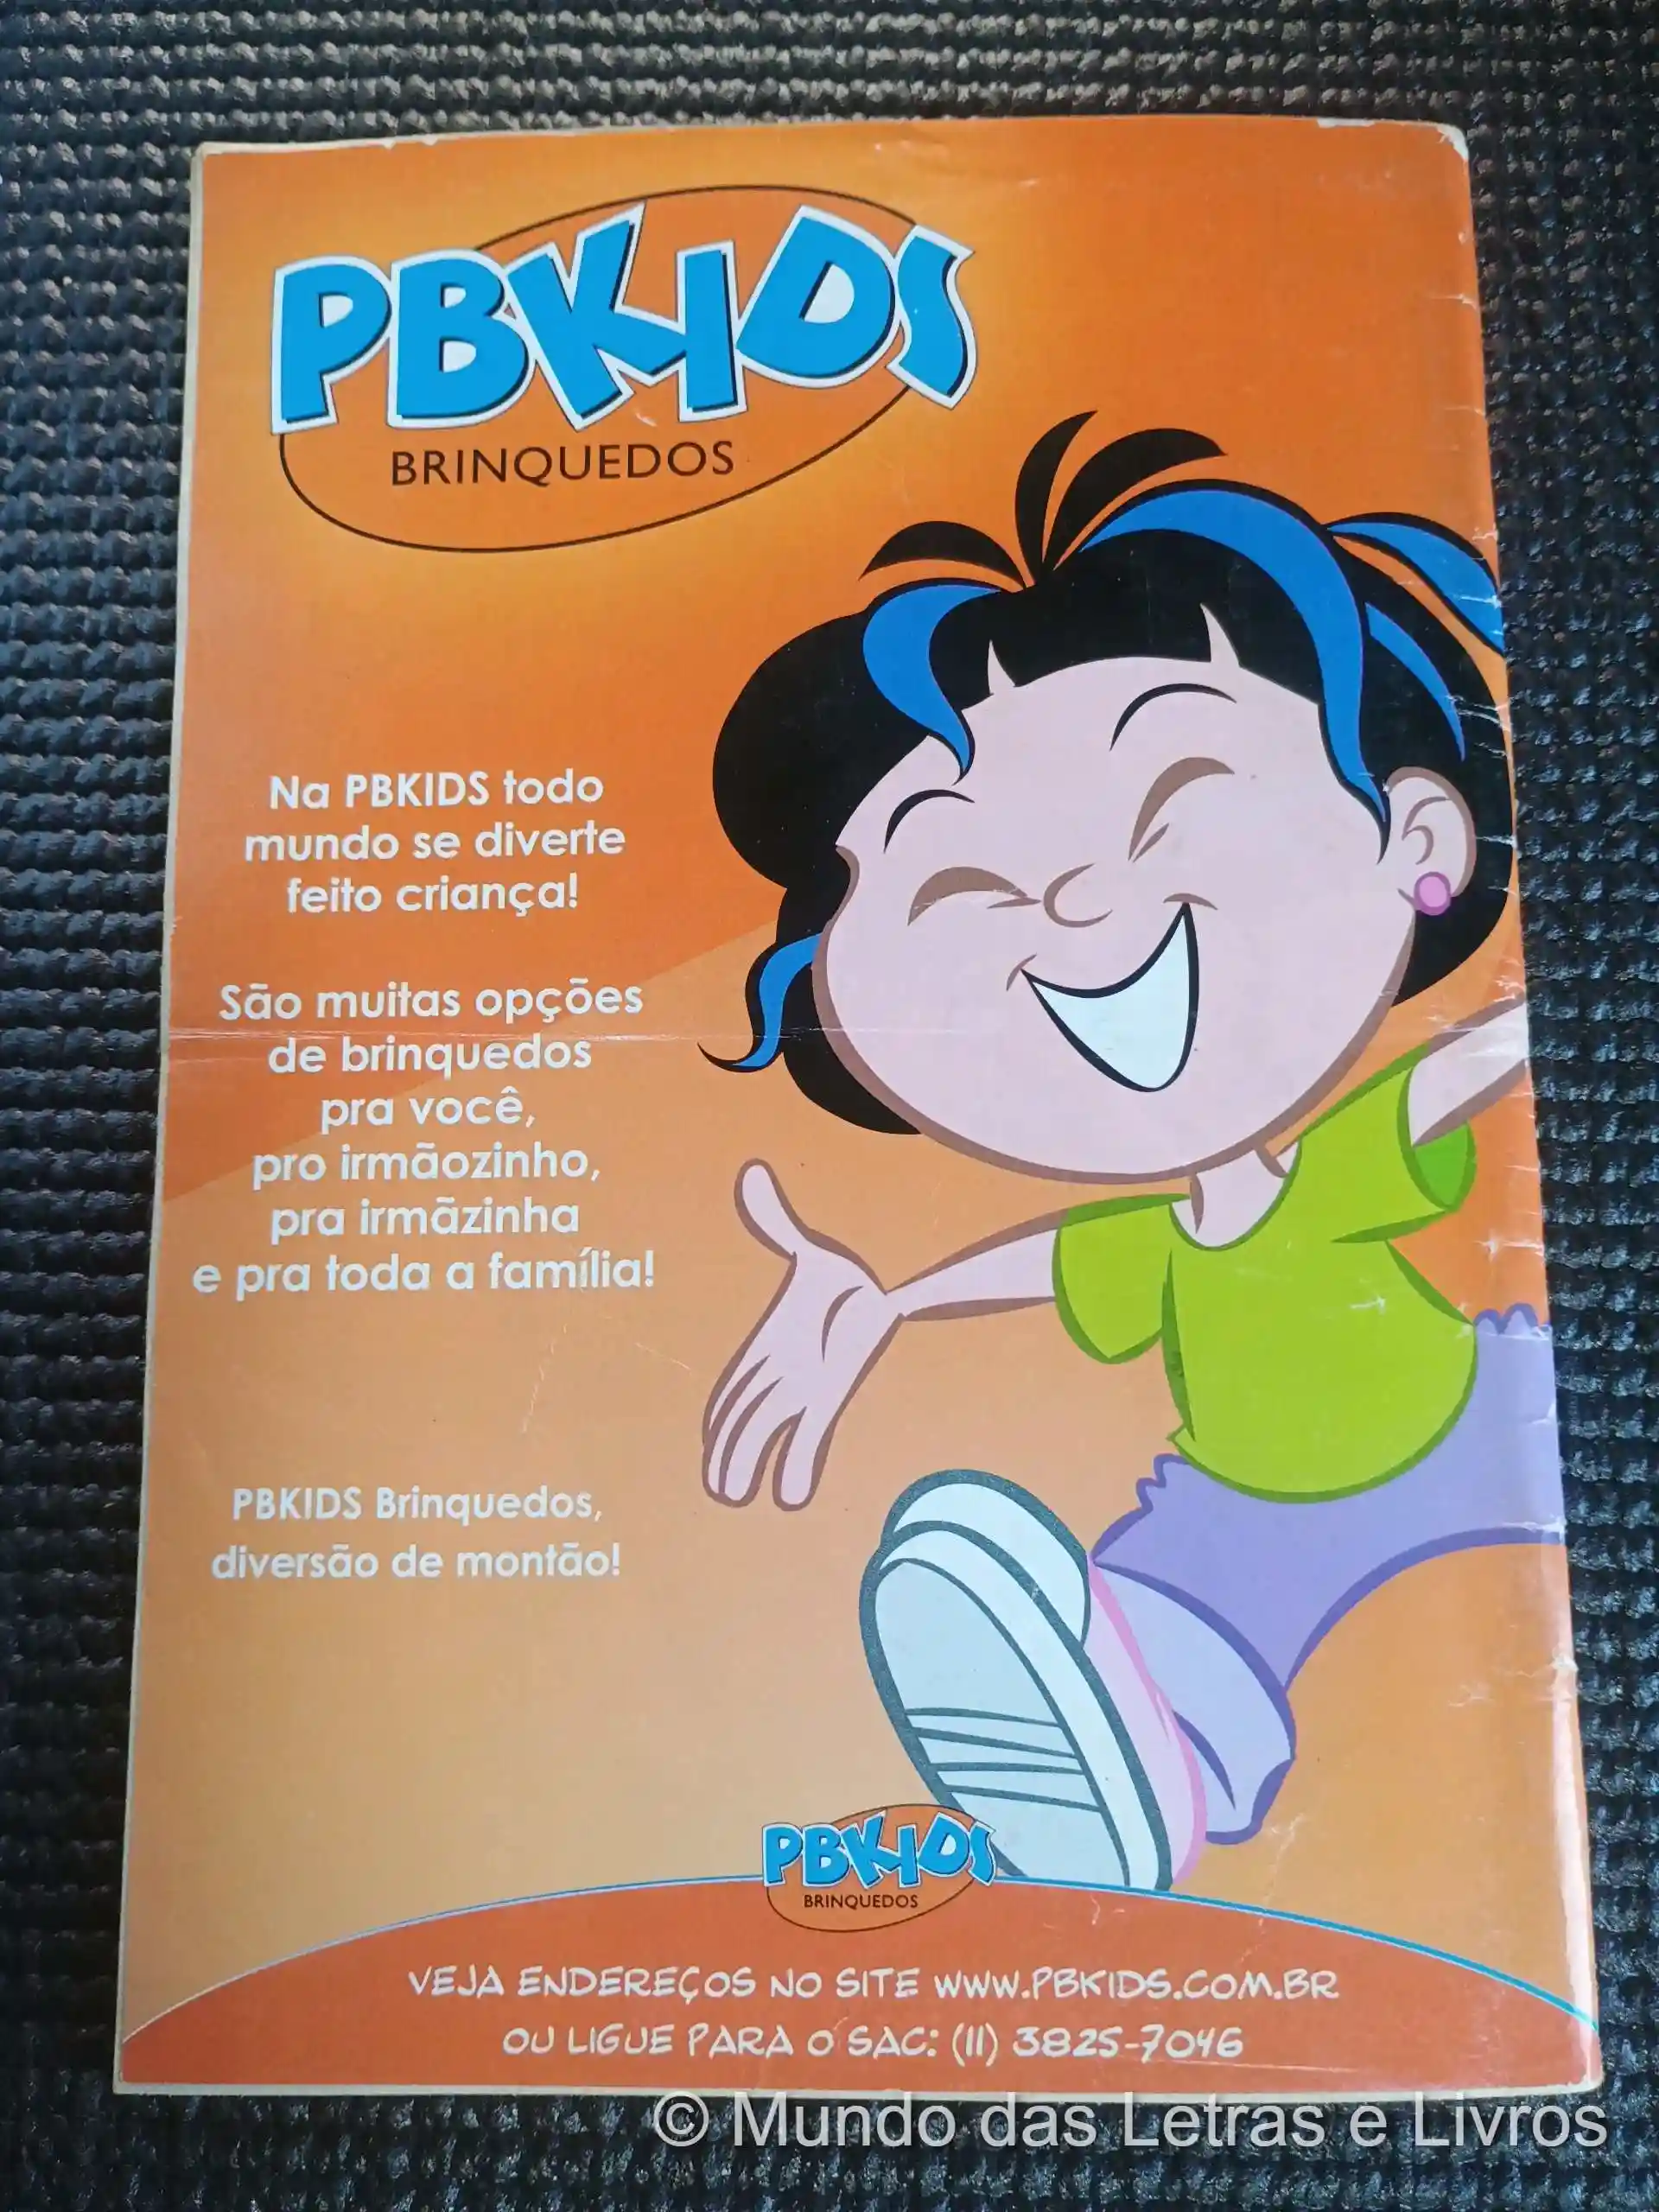 PBKIDS
BRINQUEDOS
Na PBKIDS todo
mundo se diverte
feito criança!
São muitas opções
de brinquedos
pra você,
pro irmãozinho,
pra irmãzinha
e pra toda a família!
PBKIDS Brinquedos,
diversão de montão!
PBKIDS
BRINQUEDOS
VEJA ENDEREÇOS NO SITE WWW.PBKIDS.COM.BR
OU LIGUE PARA O SAC: (11) 3825-7046
© Mundo das Letras e Livros